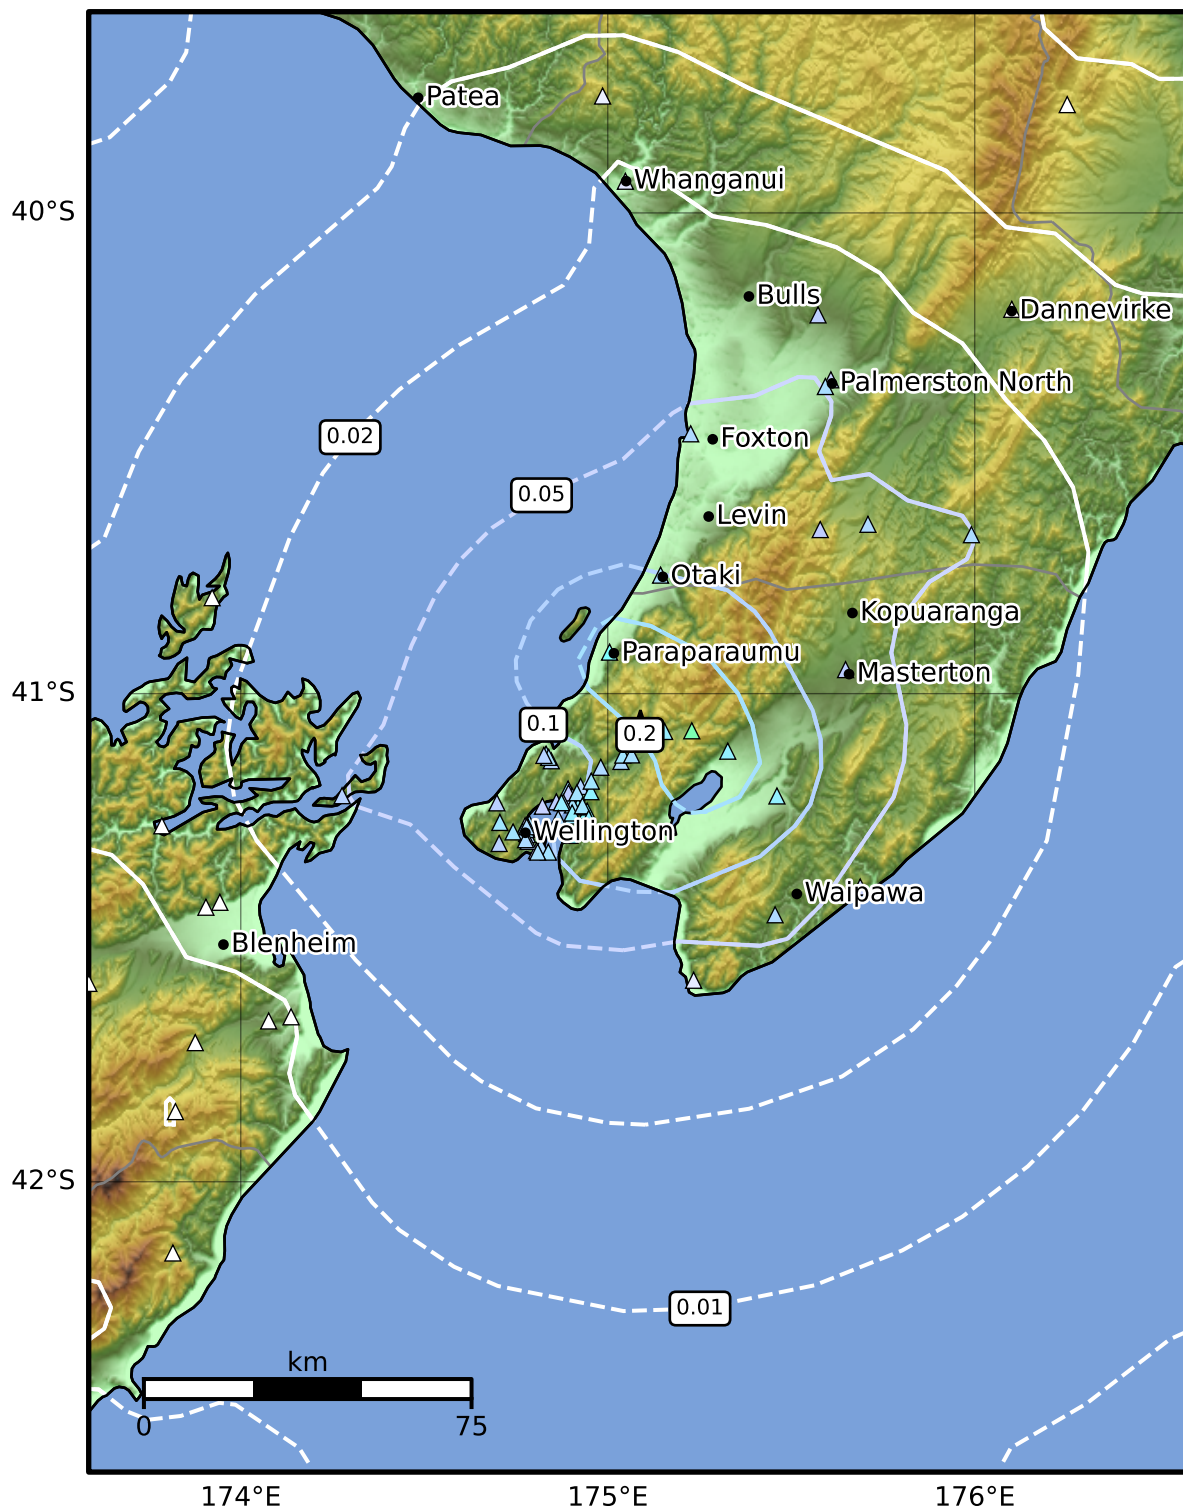 Patea
Whanganui
40°S
Bulls
Dannevirke
Palmerston North
0.02
Foxton
0.05
Levin
Otaki
Kopuaranga
Paraparaumu
Masterton
41°S
0.1
0.2
Wellington
Waipawa
Blenheim
42°S
0.01
km
0
75
174°E
175°E
176°E